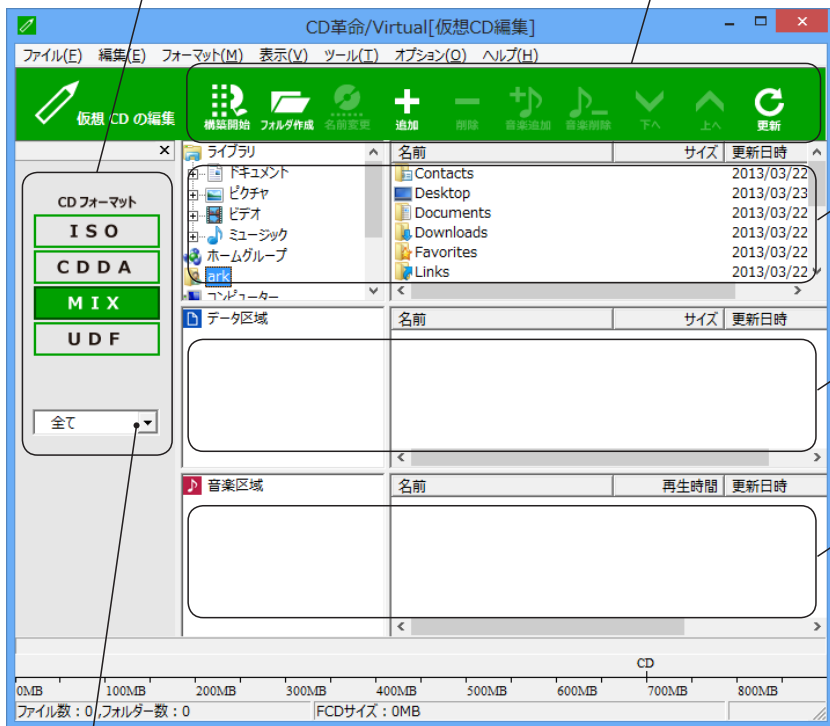 CD革命/Virtual[仮想CD編集]
ファイル(F) 編集(E) フォーマット(M) 表示(V) ツール(T) オプション(O) ヘルプ(H)
仮想 CD の編集
構築開始 フォルダ作成 名前変更 追加 削除 音楽追加 音楽削除 下へ 上へ 更新
CD フォーマット
ISO
CDDA
MIX
UDF
全て
ライブラリ
ドキュメント
ピクチャ
ビデオ
ミュージック
ホームグループ
ark
コンピューター
名前 サイズ 更新日時
Contacts 2013/03/22
Desktop 2013/03/23
Documents 2013/03/22
Downloads 2013/03/22
Favorites 2013/03/22
Links 2013/03/22
データ区域
名前 サイズ 更新日時
音楽区域
名前 再生時間 更新日時
CD
0MB 100MB 200MB 300MB 400MB 500MB 600MB 700MB 800MB
ファイル数：0 ,フォルダー数：0 FCDサイズ：0MB